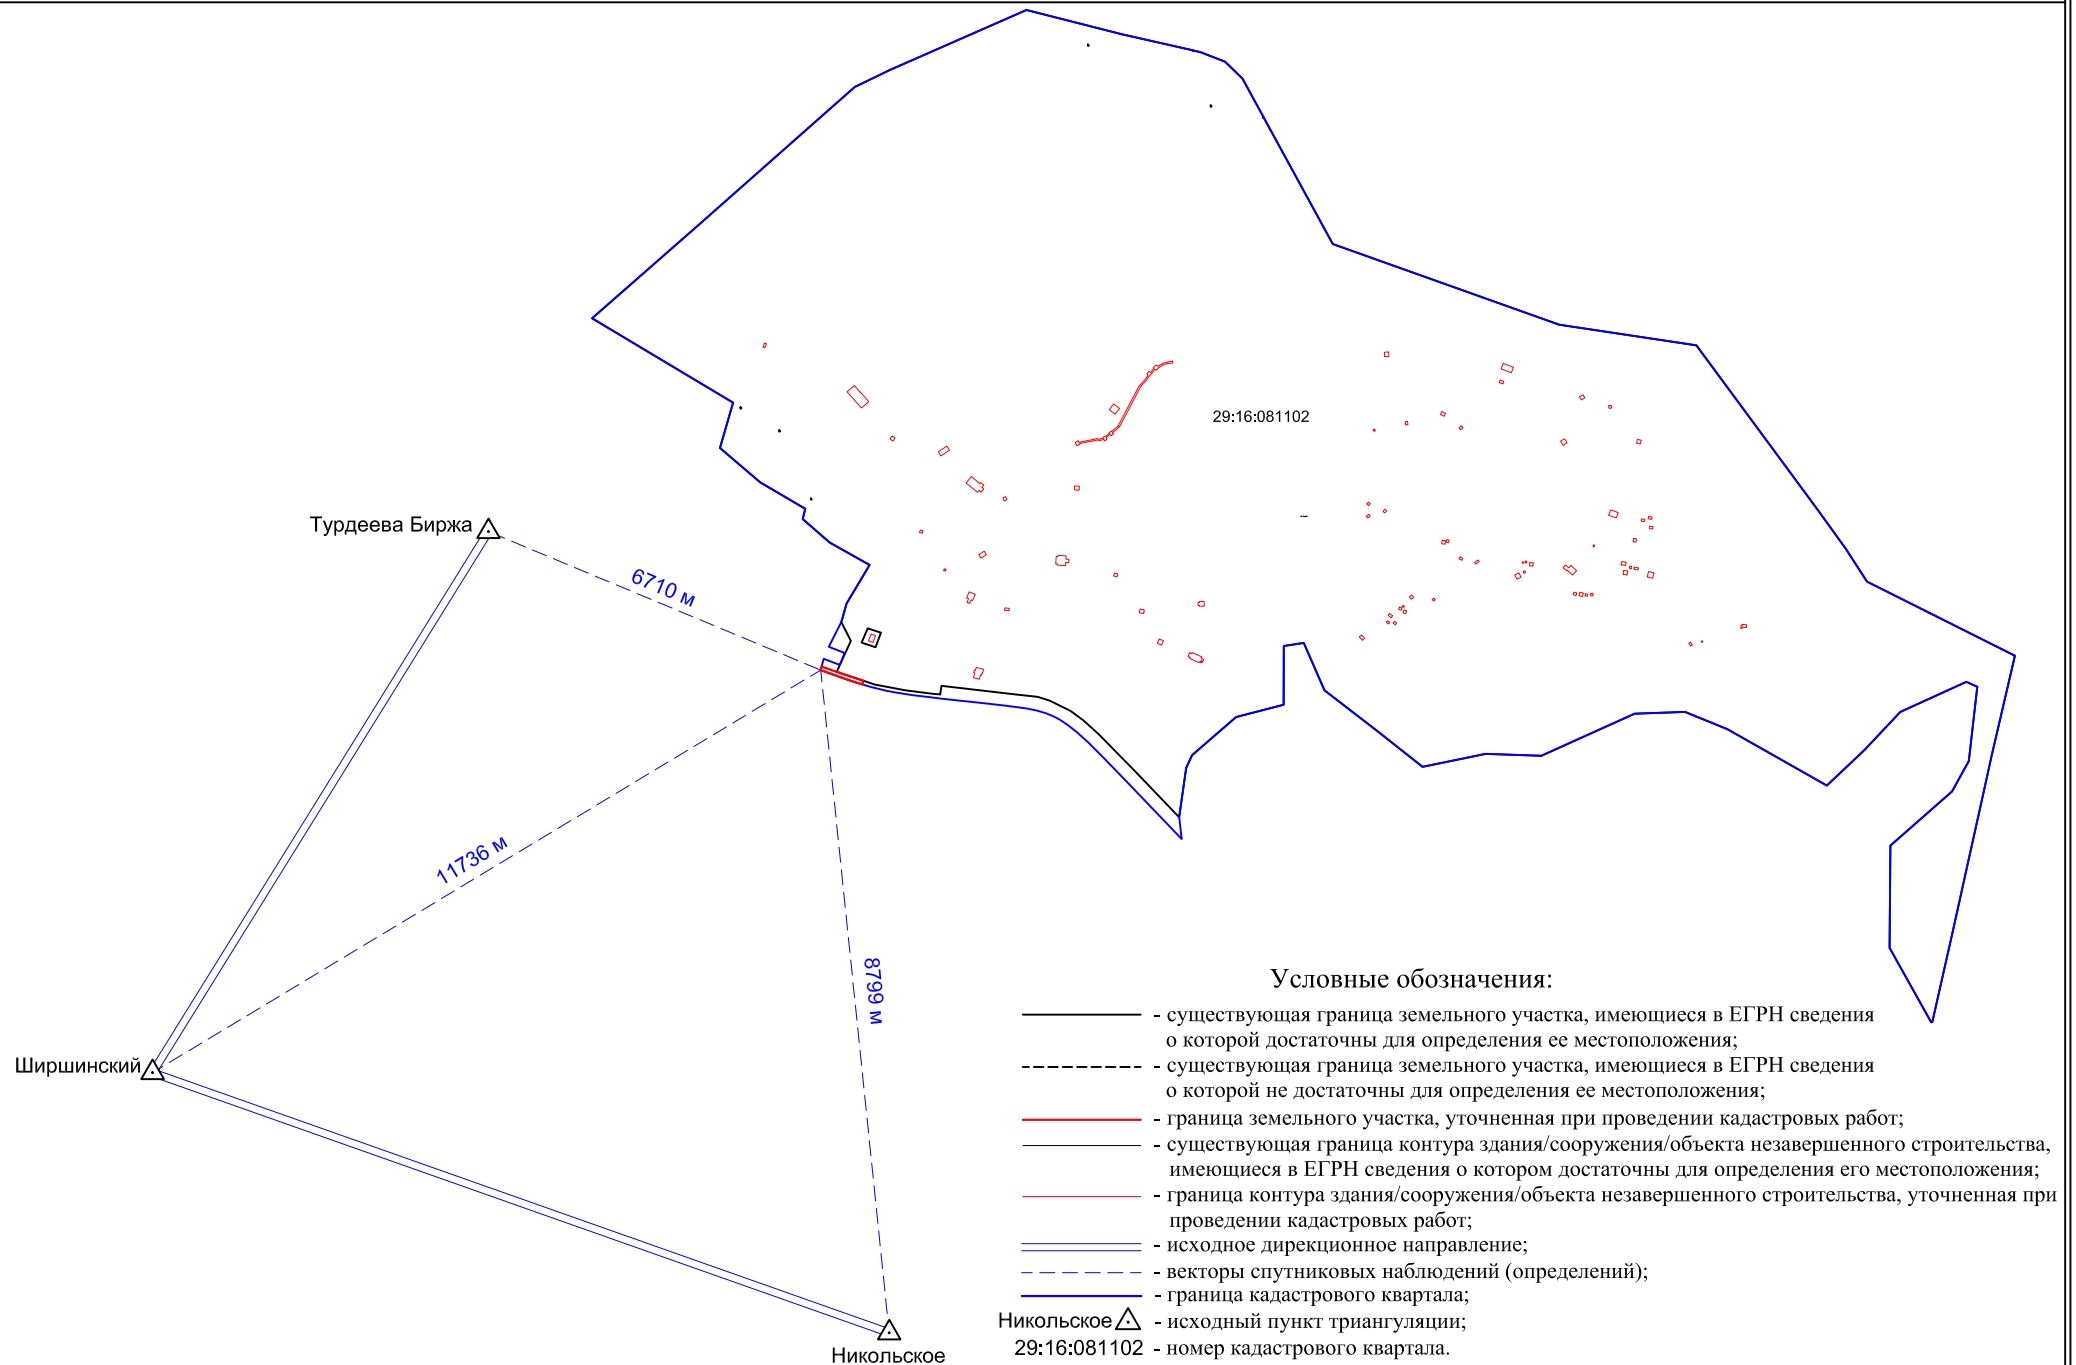 29:16:081102
Турдеева Биржа
6710 м
11736 м
8799 м
Ширшинский
Никольское
Условные обозначения:
- существующая граница земельного участка, имеющиеся в ЕГРН сведения
о которой достаточны для определения ее местоположения;
- существующая граница земельного участка, имеющиеся в ЕГРН сведения
о которой не достаточны для определения ее местоположения;
- граница земельного участка, уточненная при проведении кадастровых работ;
- существующая граница контура здания/сооружения/объекта незавершенного строительства,
имеющиеся в ЕГРН сведения о котором достаточны для определения его местоположения;
- граница контура здания/сооружения/объекта незавершенного строительства, уточненная при
проведении кадастровых работ;
- исходное дирекционное направление;
- векторы спутниковых наблюдений (определений);
- граница кадастрового квартала;
Никольское - исходный пункт триангуляции;
29:16:081102 - номер кадастрового квартала.